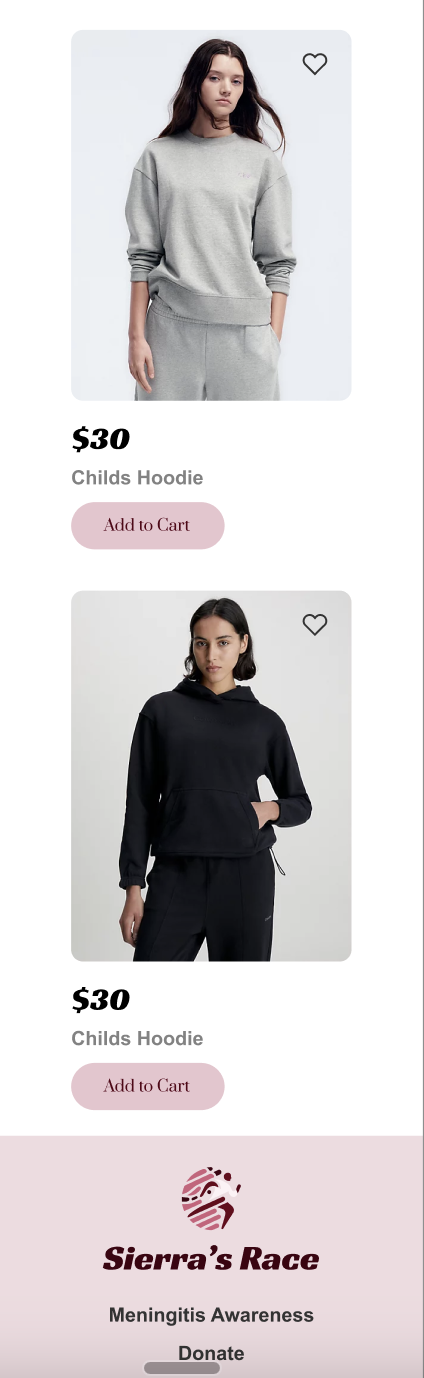 $30
Childs Hoodie
Add to Cart
$30
Childs Hoodie
Add to Cart
Sierra’s Race
Meningitis Awareness
Donate